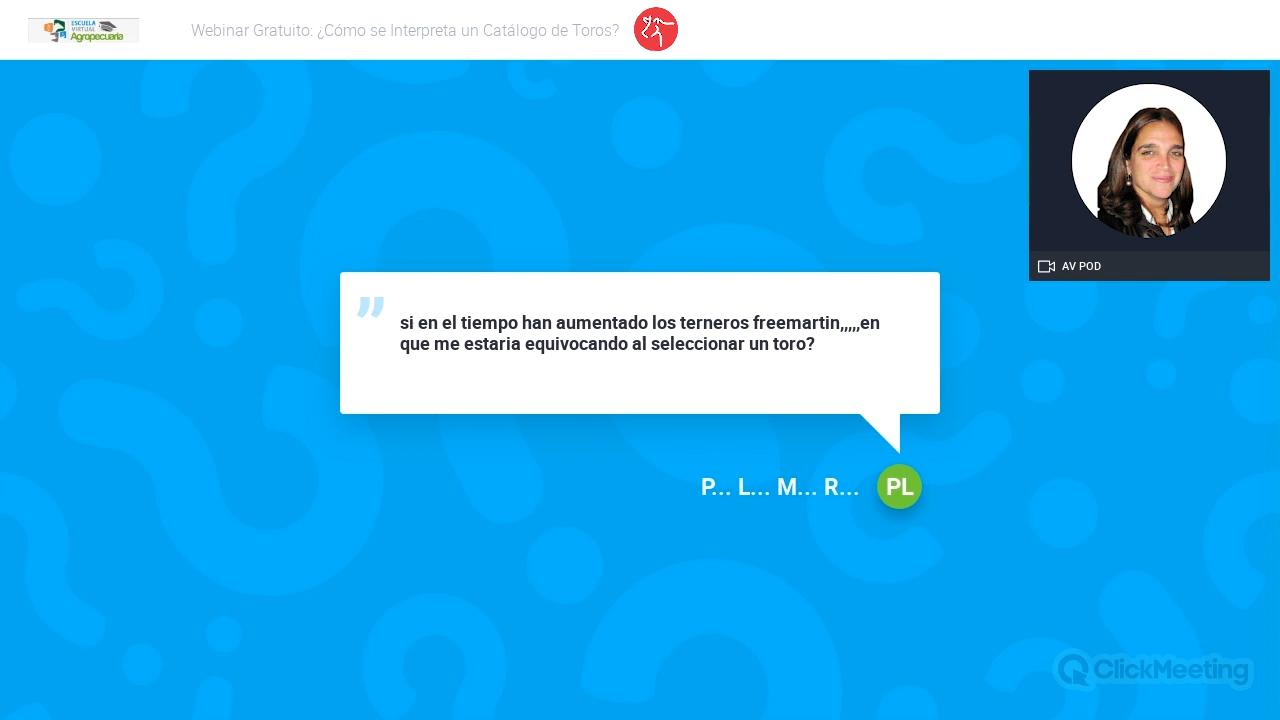 ESCUELA
VIRTUAL
Agropecuaria
Webinar Gratuito: ¿Cómo se Interpreta un Catálogo de Toros?
AV POD
si en el tiempo han aumentado los terneros freemartin,,,,,en
que me estaria equivocando al seleccionar un toro?
P... L... M... R...
PL
ClickMeeting